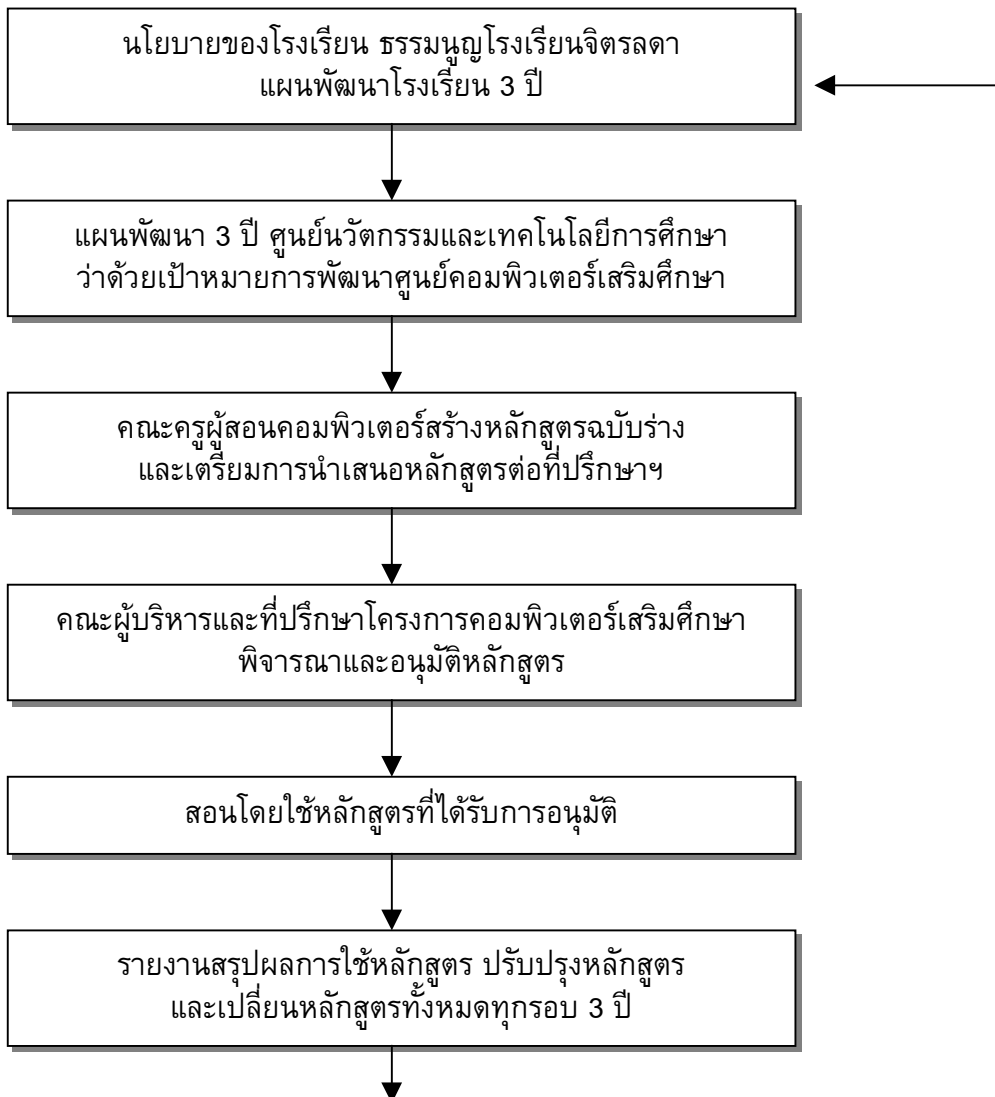 นโยบายของโรงเรียน ธรรมนูญโรงเรียนจิตรลดา
แผนพัฒนาโรงเรียน 3 ปี
แผนพัฒนา 3 ปี ศูนย์นวัตกรรมและเทคโนโลยีการศึกษา
ว่าด้วยเป้าหมายการพัฒนาศูนย์คอมพิวเตอร์เสริมศึกษา
คณะครูผู้สอนคอมพิวเตอร์สร้างหลักสูตรฉบับร่าง
และเตรียมการนำเสนอหลักสูตรต่อที่ปรึกษาฯ
คณะผู้บริหารและที่ปรึกษาโครงการคอมพิวเตอร์เสริมศึกษา
พิจารณาและอนุมัติหลักสูตร
สอนโดยใช้หลักสูตรที่ได้รับการอนุมัติ
รายงานสรุปผลการใช้หลักสูตร ปรับปรุงหลักสูตร
และเปลี่ยนหลักสูตรทั้งหมดทุกรอบ 3 ปี